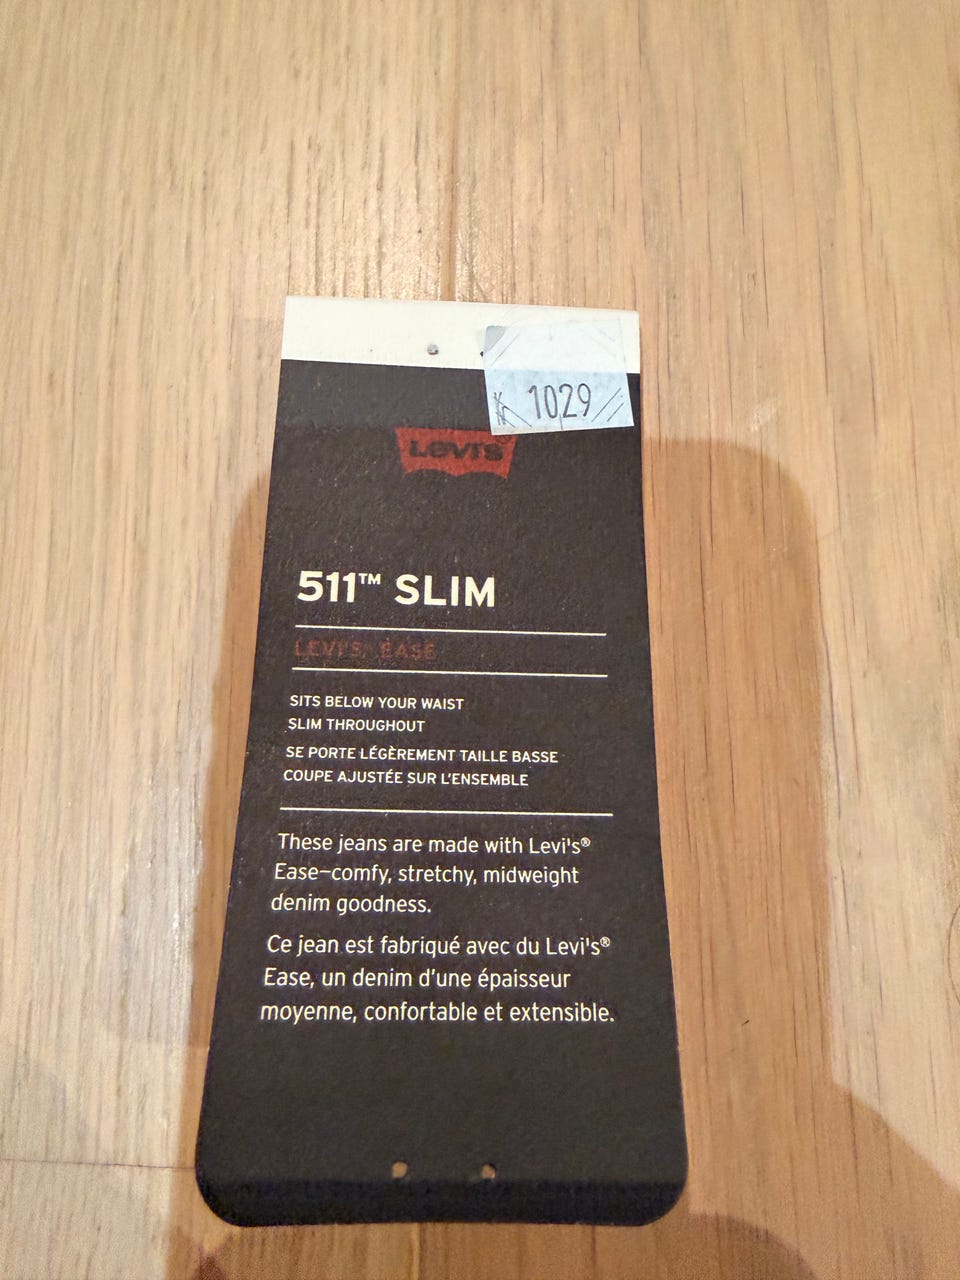 1029
Levi's
511™ SLIM
LEVI'S® EASE
SITS BELOW YOUR WAIST
SLIM THROUGHOUT
SE PORTE LÉGÈREMENT TAILLE BASSE
COUPE AJUSTÉE SUR L'ENSEMBLE
These jeans are made with Levi's®
Ease–comfy, stretchy, midweight
denim goodness.
Ce jean est fabriqué avec du Levi's®
Ease, un denim d'une épaisseur
moyenne, confortable et extensible.